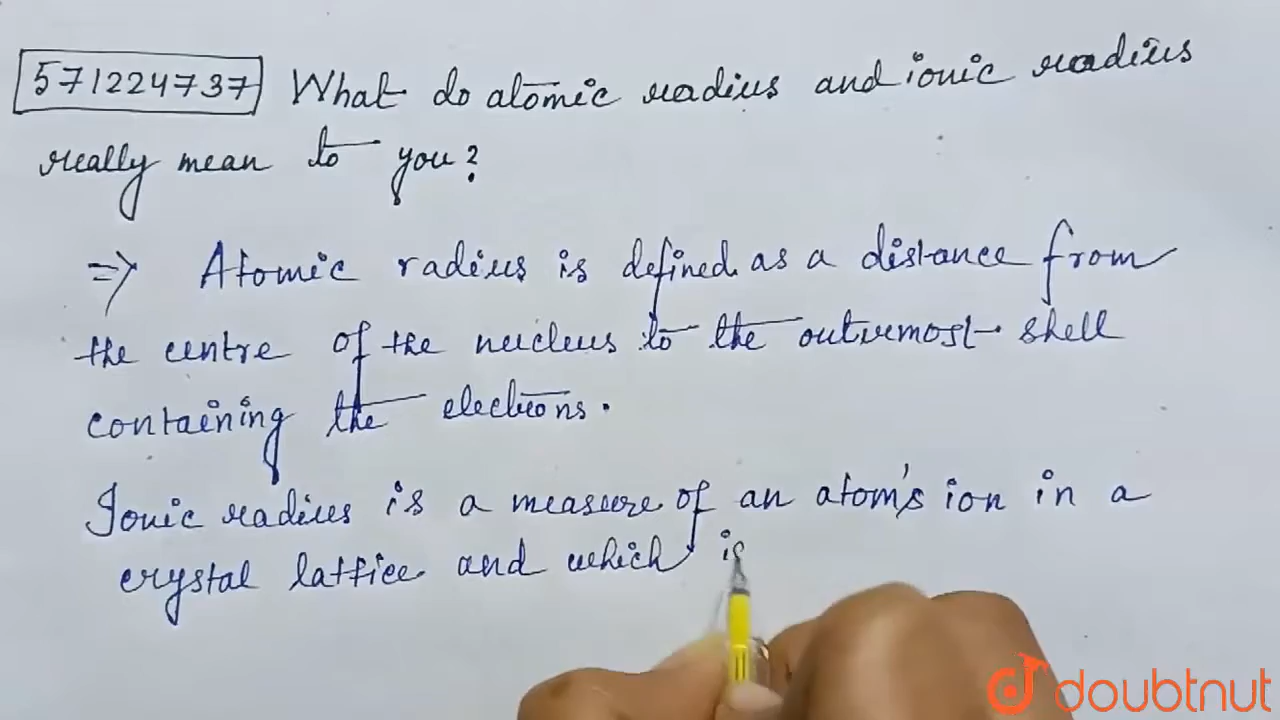 571224737 What do atomic radius and ionic radius
really mean to you?
⇒ Atomic radius is defined as a distance from
the centre of the nucleus to the outermost shell
containing the electrons.
Ionic radius is a measure of an atom's ion in a
crystal lattice and which is
doubtnut